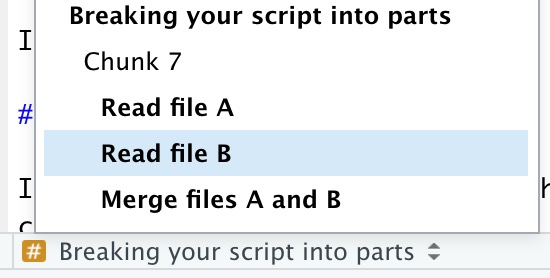 Breaking your script into parts
I
Chunk 7
#
Read file A
Read file B
I
Merge files A and B
# Breaking your script into parts